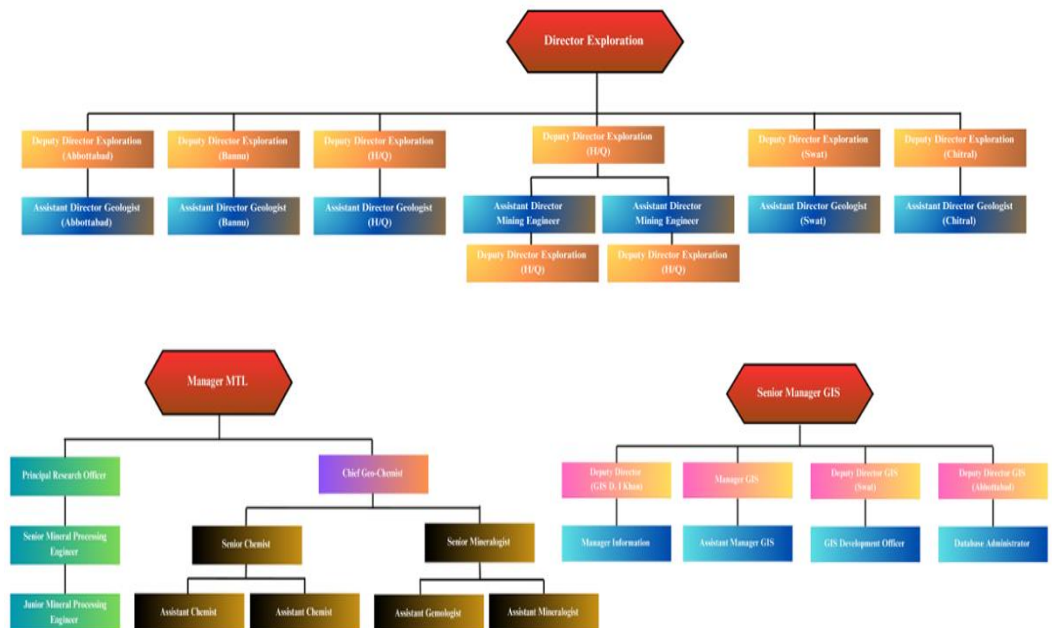 Director Exploration
Deputy Director Exploration
(Abbottabad)
Deputy Director Exploration
(Bannu)
Deputy Director Exploration
(H/Q)
Deputy Director Exploration
(H/Q)
Deputy Director Exploration
(Swat)
Deputy Director Exploration
(Chitral)
Assistant Director Geologist
(Abbottabad)
Assistant Director Geologist
(Bannu)
Assistant Director Geologist
(H/Q)
Assistant Director
Mining Engineer
Assistant Director
Mining Engineer
Assistant Director Geologist
(Swat)
Assistant Director Geologist
(Chitral)
Deputy Director Exploration
(H/Q)
Deputy Director Exploration
(H/Q)
Manager MTL
Principal Research Officer
Chief Geo-Chemist
Senior Mineral Processing
Engineer
Senior Chemist
Senior Mineralogist
Junior Mineral Processing
Engineer
Assistant Chemist
Assistant Chemist
Assistant Gemologist
Assistant Mineralogist
Senior Manager GIS
Deputy Director
(GIS D. I Khan)
Manager GIS
Deputy Director GIS
(Swat)
Deputy Director GIS
(Abbottabad)
Manager Information
Assistant Manager GIS
GIS Development Officer
Database Administrator